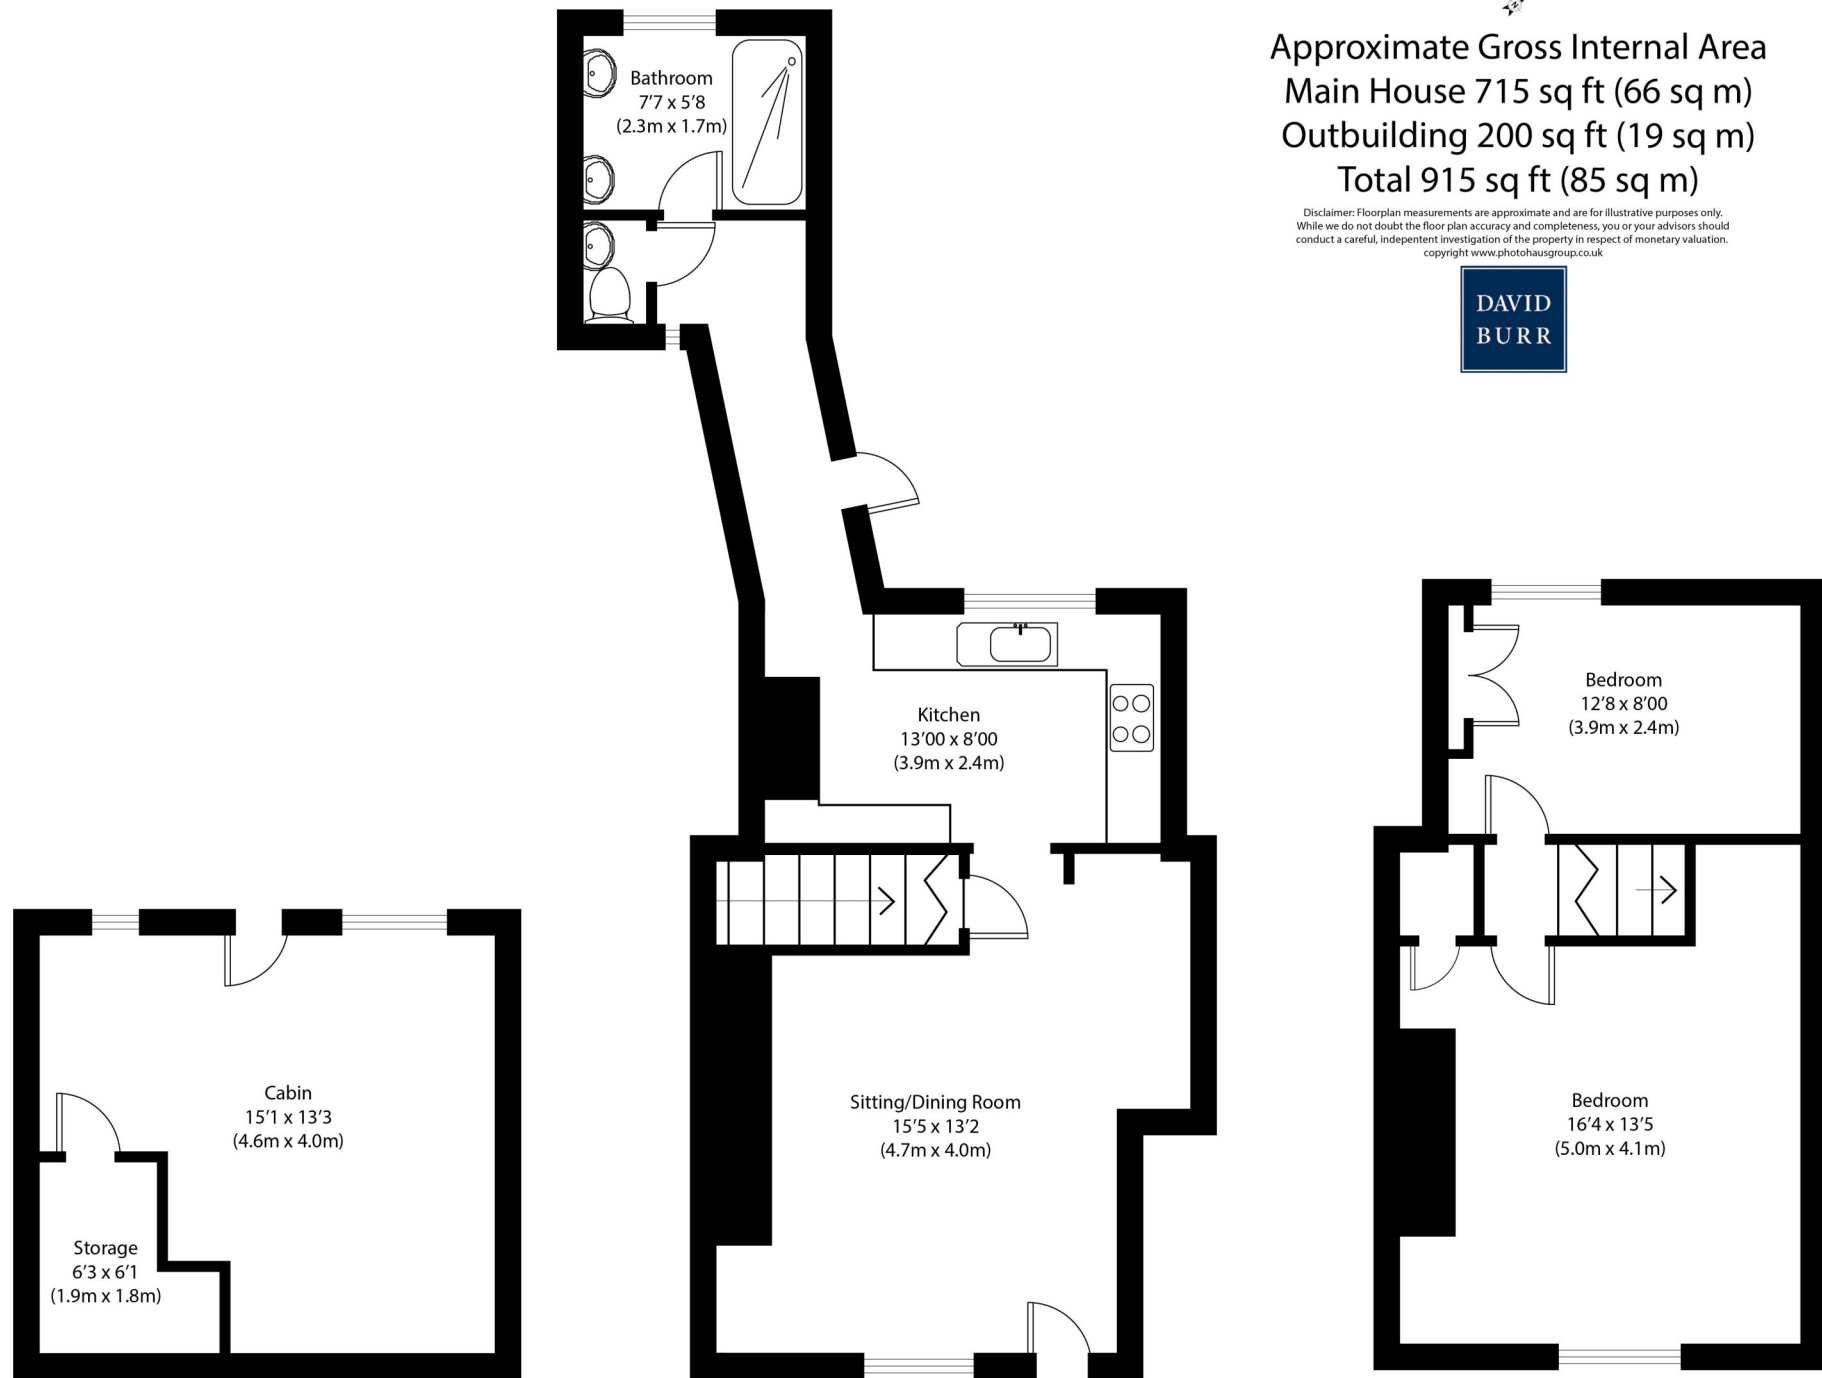 Approximate Gross Internal Area
Main House 715 sq ft (66 sq m)
Outbuilding 200 sq ft (19 sq m)
Total 915 sq ft (85 sq m)
Disclaimer: Floorplan measurements are approximate and are for illustrative purposes only.
While we do not doubt the floor plan accuracy and completeness, you or your advisors should
conduct a careful, indepentent investigation of the property in respect of monetary valuation.
copyright www.photohausgroup.co.uk
DAVID
BURR
Bathroom
7'7 x 5'8
(2.3m x 1.7m)
Kitchen
13'00 x 8'00
(3.9m x 2.4m)
Bedroom
12'8 x 8'00
(3.9m x 2.4m)
Cabin
15'1 x 13'3
(4.6m x 4.0m)
Storage
6'3 x 6'1
(1.9m x 1.8m)
Sitting/Dining Room
15'5 x 13'2
(4.7m x 4.0m)
Bedroom
16'4 x 13'5
(5.0m x 4.1m)